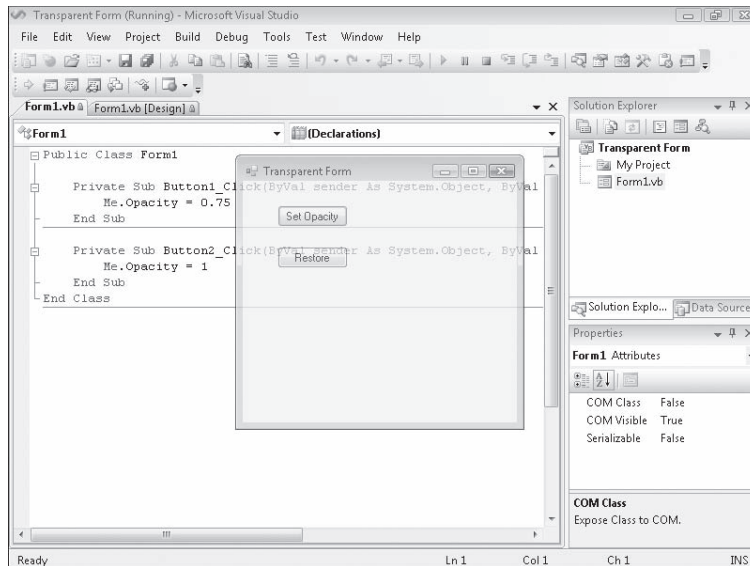 Transparent Form (Running) - Microsoft Visual Studio
File Edit View Project Build Debug Tools Test Window Help
Form1.vb Form1.vb [Design]
Form1 (Declarations)
Public Class Form1
Private Sub Button1_Click(ByVal sender As System.Object, ByVal
Me.Opacity = 0.75
End Sub
Private Sub Button2_Click(ByVal sender As System.Object, ByVal
Me.Opacity = 1
End Sub
End Class
Transparent Form
Set Opacity
Restore
Solution Explorer
Transparent Form
My Project
Form1.vb
Solution Explo... Data Source
Properties
Form1 Attributes
COM Class False
COM Visible True
Serializable False
COM Class
Expose Class to COM.
Ready Ln 1 Col 1 Ch 1 INS